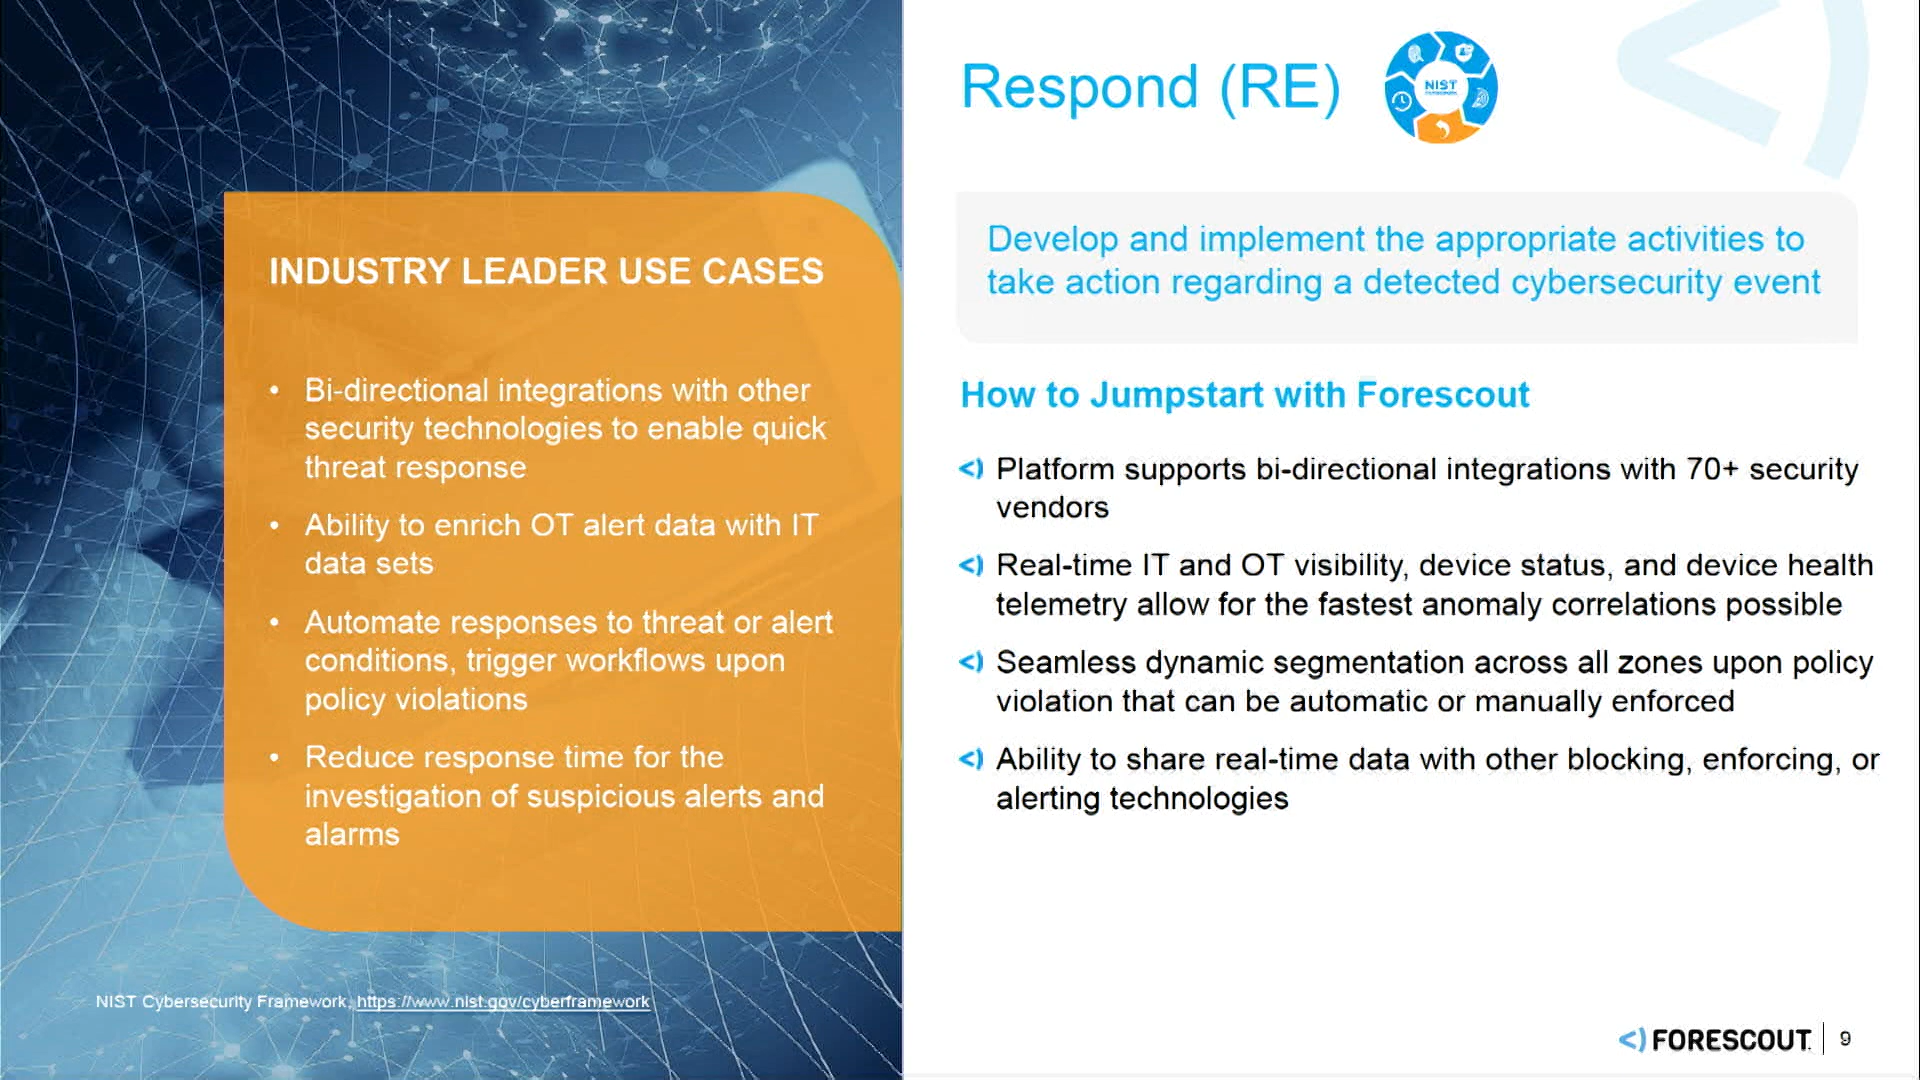 Respond (RE)
NIST
INDUSTRY LEADER USE CASES
• Bi-directional integrations with other
security technologies to enable quick
threat response
• Ability to enrich OT alert data with IT
data sets
• Automate responses to threat or alert
conditions, trigger workflows upon
policy violations
• Reduce response time for the
investigation of suspicious alerts and
alarms
NIST Cybersecurity Framework, https://www.nist.gov/cyberframework
Develop and implement the appropriate activities to
take action regarding a detected cybersecurity event
How to Jumpstart with Forescout
Platform supports bi-directional integrations with 70+ security
vendors
Real-time IT and OT visibility, device status, and device health
telemetry allow for the fastest anomaly correlations possible
Seamless dynamic segmentation across all zones upon policy
violation that can be automatic or manually enforced
Ability to share real-time data with other blocking, enforcing, or
alerting technologies
FORESCOUT. 9